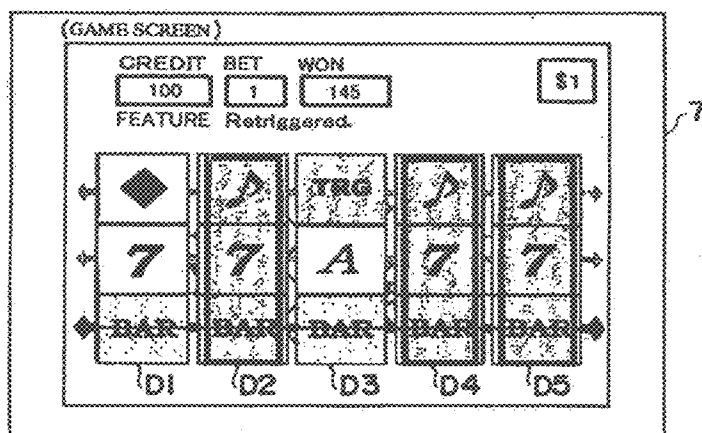 (GAME SCREEN)
CREDIT BET WON
100 1 145 $1
FEATURE Retriggered.
7
TRG
7 7 A 7 7
BAR BAR BAR BAR BAR
D1 D2 D3 D4 D5